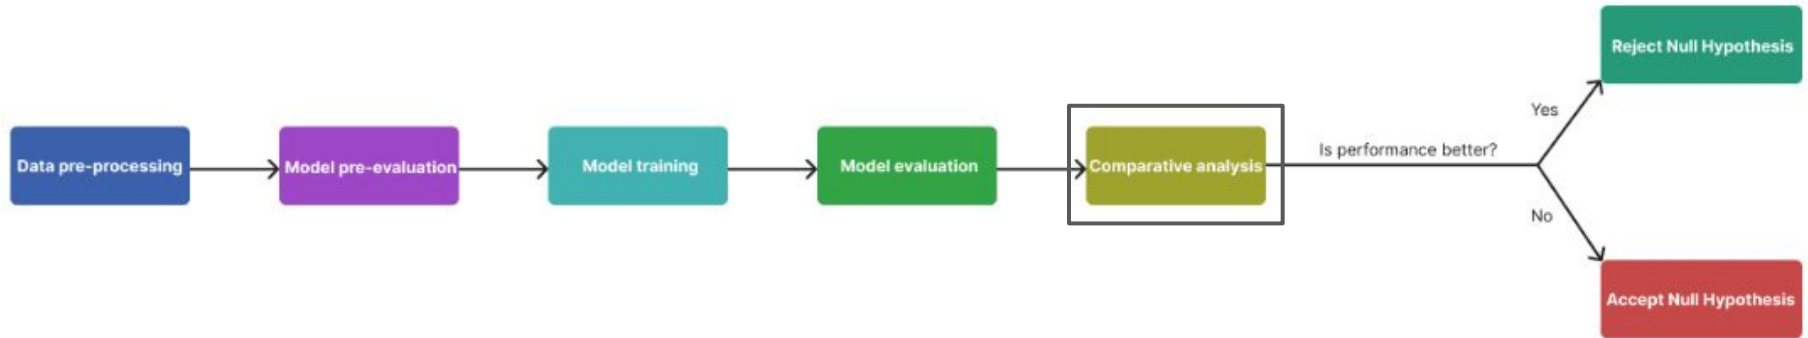 Data pre-processing
Model pre-evaluation
Model training
Model evaluation
Comparative analysis
Is performance better?
Yes
Reject Null Hypothesis
No
Accept Null Hypothesis